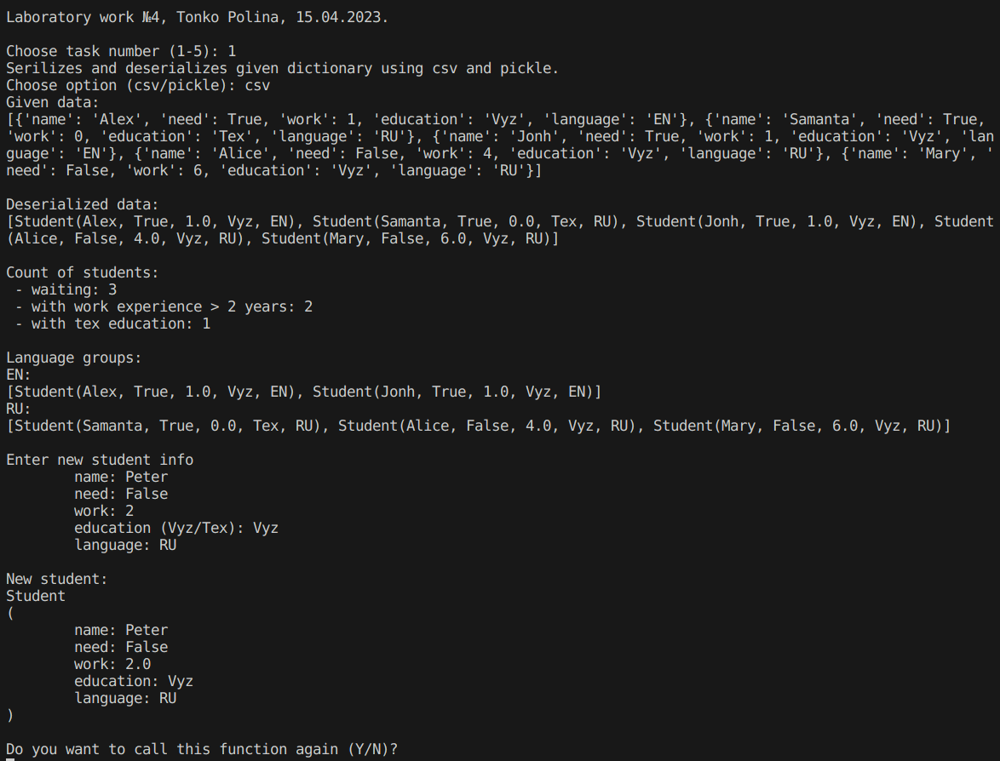 Laboratory work №4, Tonko Polina, 15.04.2023.

Choose task number (1-5): 1
Serilizes and deserializes given dictionary using csv and pickle.
Choose option (csv/pickle): csv
Given data:
[{'name': 'Alex', 'need': True, 'work': 1, 'education': 'Vyz', 'language': 'EN'}, {'name': 'Samanta', 'need': True,
'work': 0, 'education': 'Tex', 'language': 'RU'}, {'name': 'Jonh', 'need': True, 'work': 1, 'education': 'Vyz', 'lan
guage': 'EN'}, {'name': 'Alice', 'need': False, 'work': 4, 'education': 'Vyz', 'language': 'RU'}, {'name': 'Mary', '
need': False, 'work': 6, 'education': 'Vyz', 'language': 'RU'}]

Deserialized data:
[Student(Alex, True, 1.0, Vyz, EN), Student(Samanta, True, 0.0, Tex, RU), Student(Jonh, True, 1.0, Vyz, EN), Student
(Alice, False, 4.0, Vyz, RU), Student(Mary, False, 6.0, Vyz, RU)]

Count of students:
 - waiting: 3
 - with work experience > 2 years: 2
 - with tex education: 1

Language groups:
EN:
[Student(Alex, True, 1.0, Vyz, EN), Student(Jonh, True, 1.0, Vyz, EN)]
RU:
[Student(Samanta, True, 0.0, Tex, RU), Student(Alice, False, 4.0, Vyz, RU), Student(Mary, False, 6.0, Vyz, RU)]

Enter new student info
        name: Peter
        need: False
        work: 2
        education (Vyz/Tex): Vyz
        language: RU

New student:
Student
(
        name: Peter
        need: False
        work: 2.0
        education: Vyz
        language: RU
)

Do you want to call this function again (Y/N)?